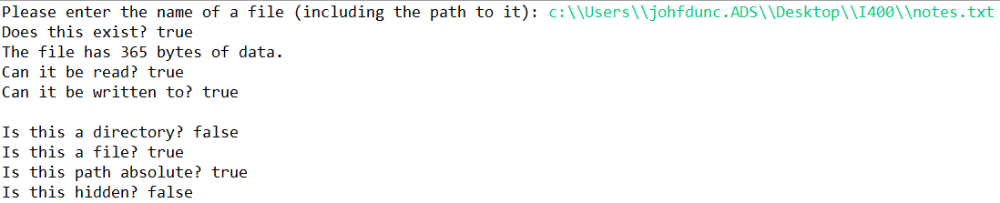 Please enter the name of a file (including the path to it): c:\\Users\\johfdunc.ADS\\Desktop\\I400\\notes.txt
Does this exist? true
The file has 365 bytes of data.
Can it be read? true
Can it be written to? true
Is this a directory? false
Is this a file? true
Is this path absolute? true
Is this hidden? false